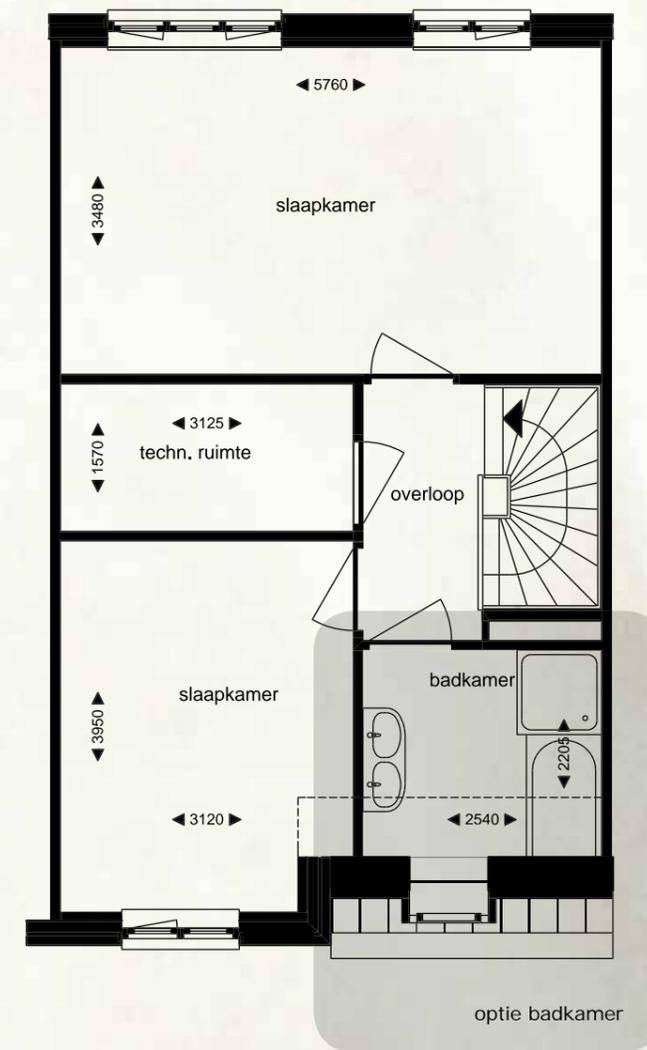 5760
3480
slaapkamer
3125
1570
techn. ruimte
overloop
badkamer
slaapkamer
3950
2205
3120
2540
optie badkamer